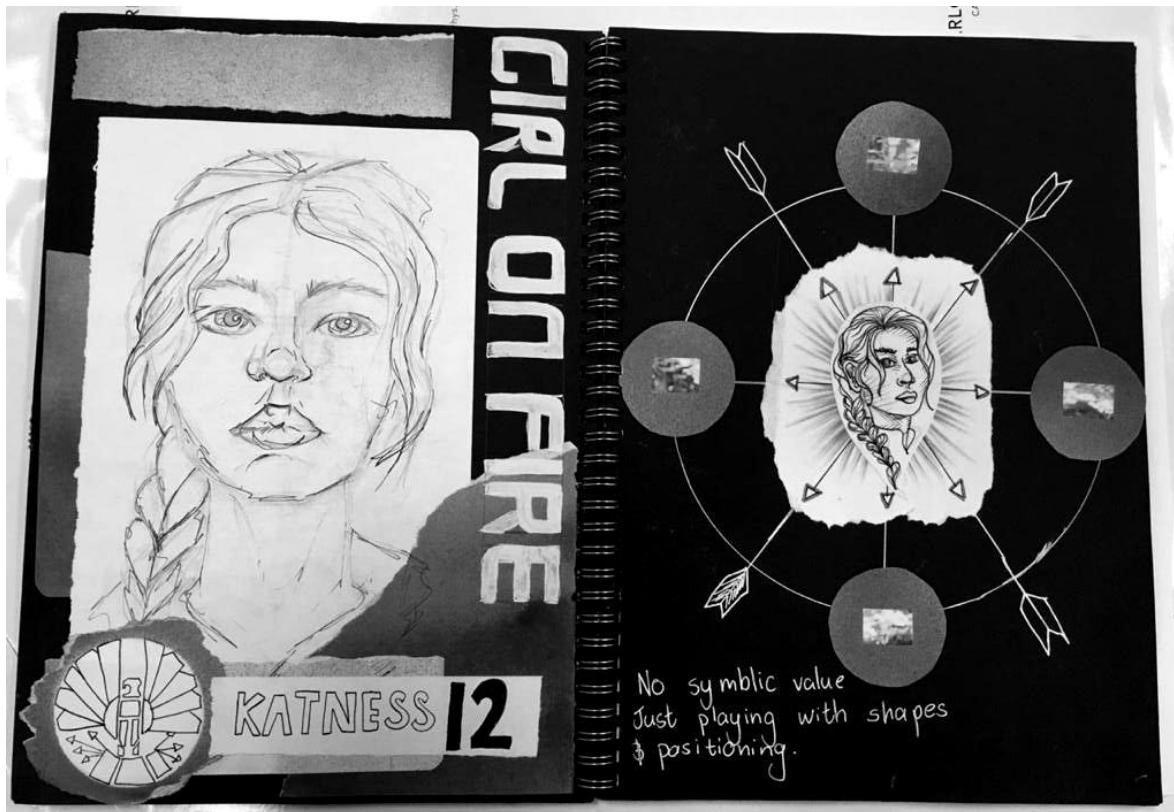 GIRL ON FIRE
KATNESS 12
No symblic value
Just playing with shapes
& positioning.